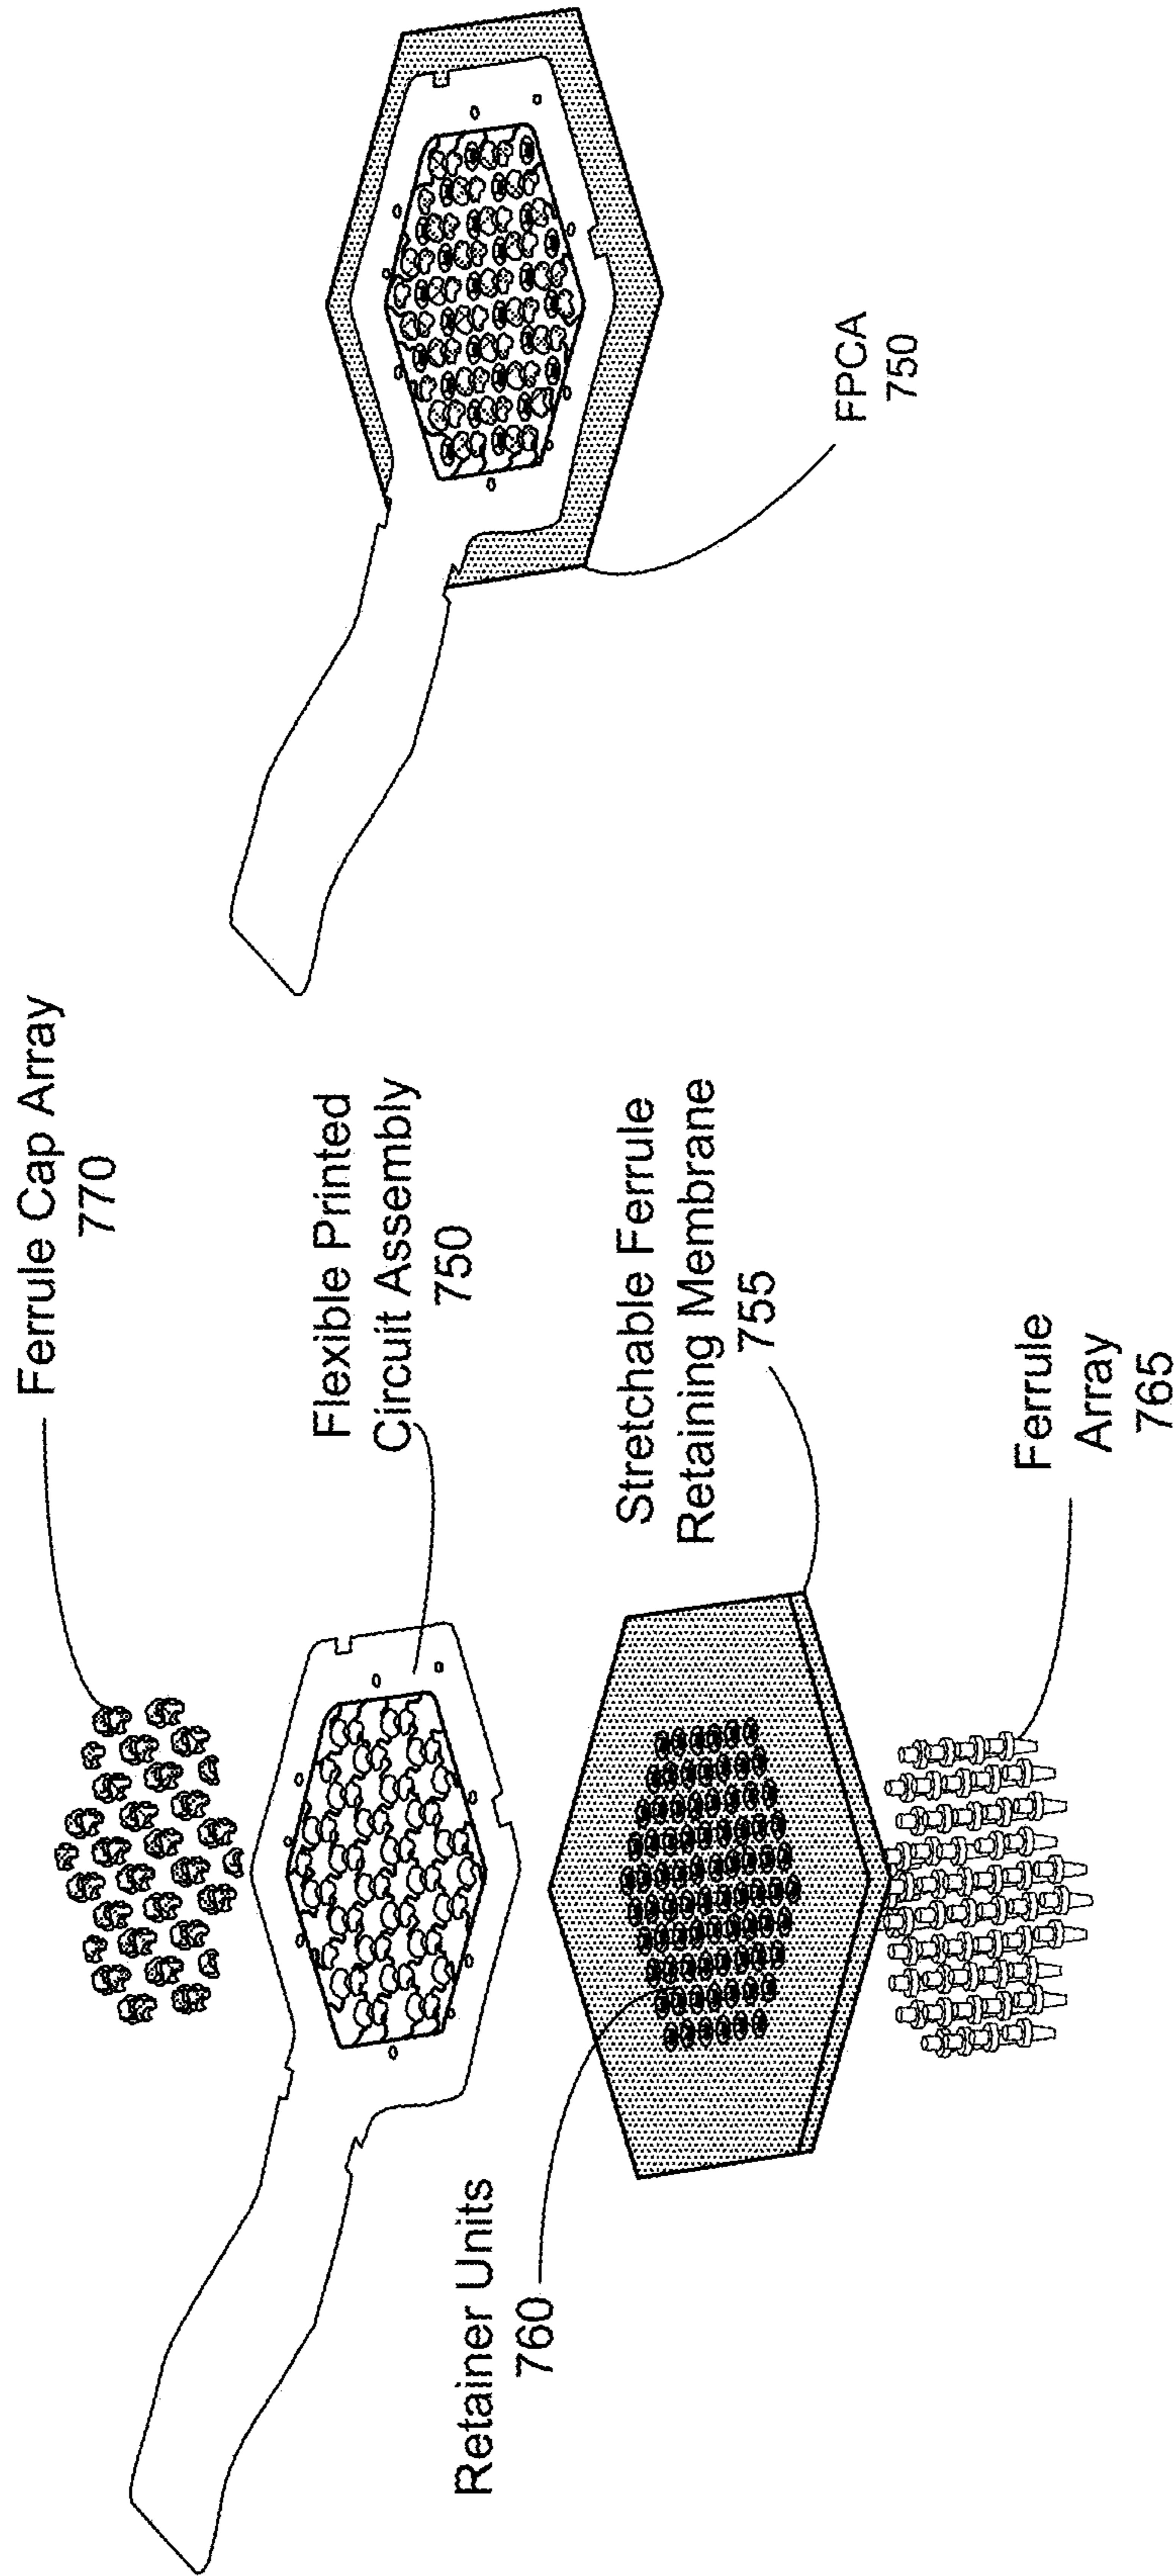 Ferrule Cap Array
770
Flexible Printed
Circuit Assembly
750
Stretchable Ferrule
Retaining Membrane
755
Ferrule
Array
765
Retainer Units
760
FPCA
750